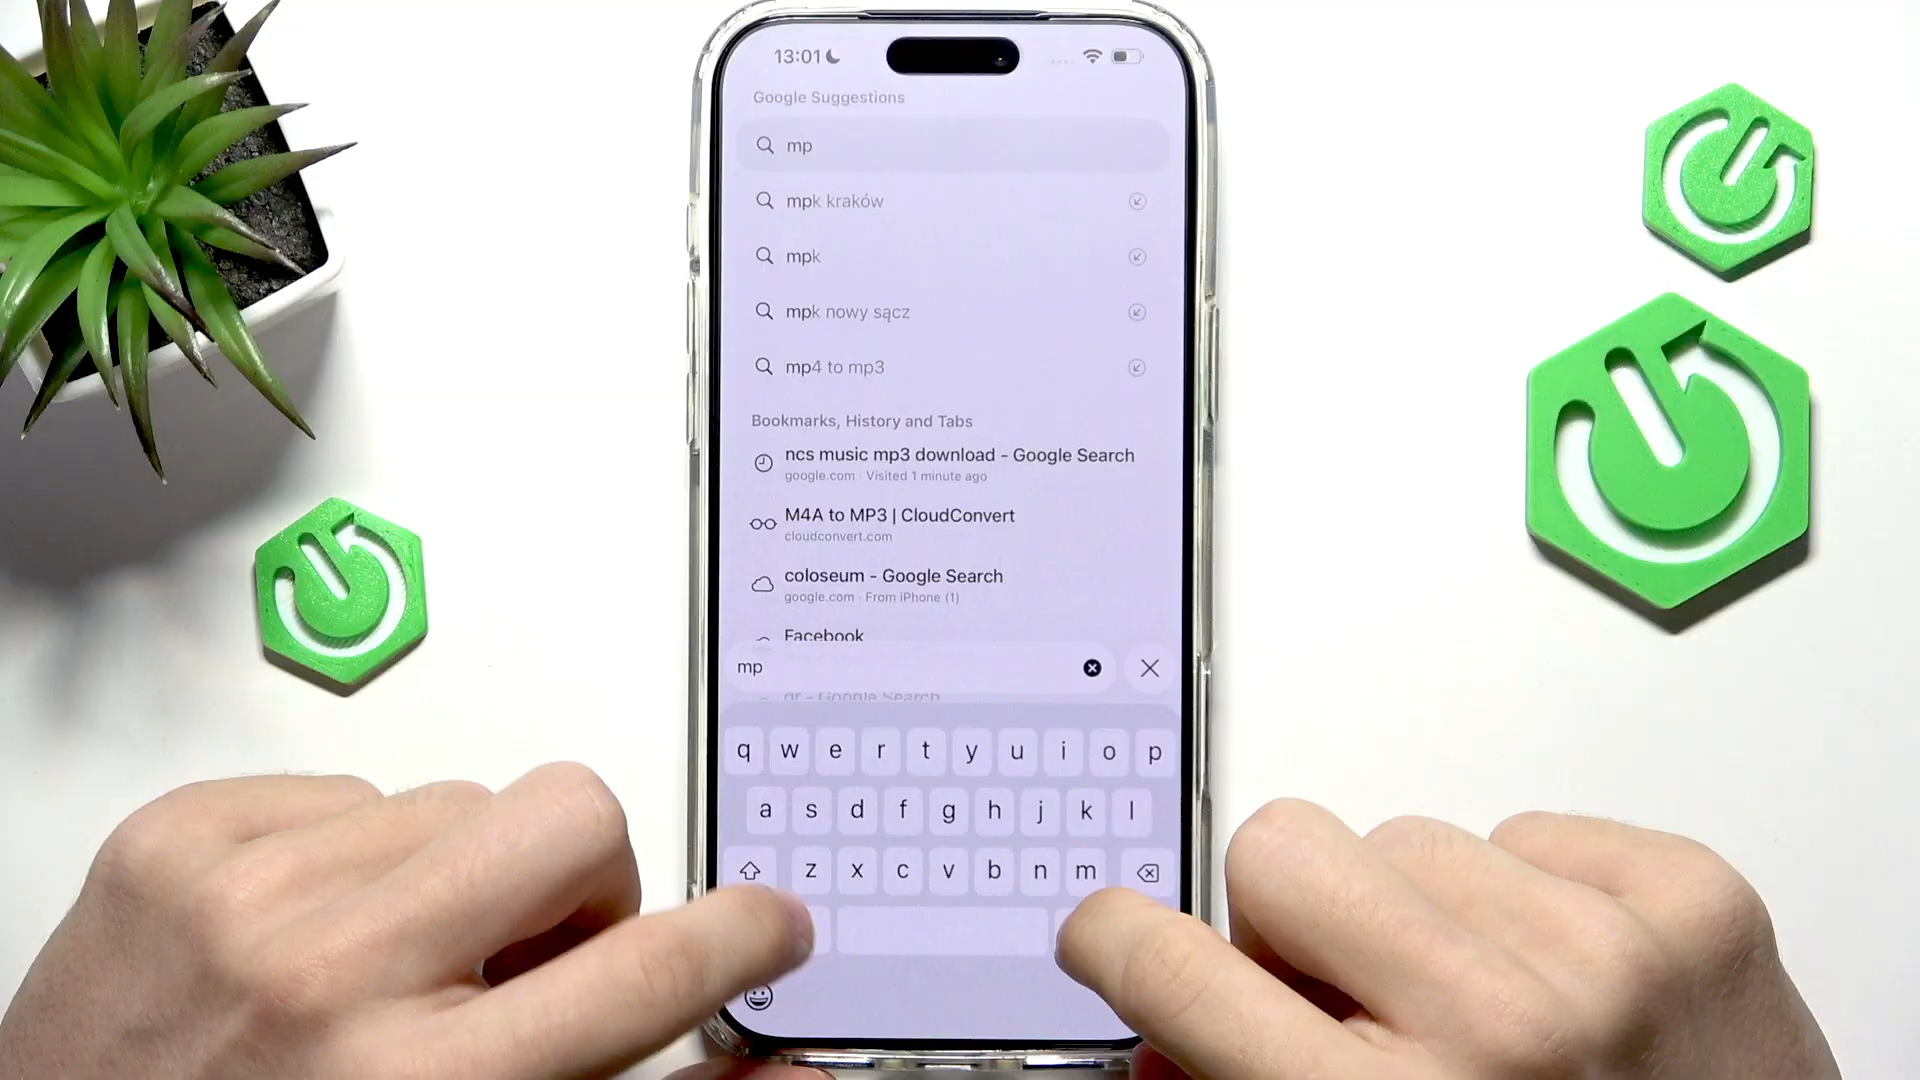 13:01
Google Suggestions
mp
mpk kraków
mpk
mpk nowy sącz
mp4 to mp3
Bookmarks, History and Tabs
ncs music mp3 download - Google Search
google.com · Visited 1 minute ago
M4A to MP3 | CloudConvert
cloudconvert.com
coloseum - Google Search
google.com · From iPhone (1)
Facebook
mp
- Google Search
q w e r t y u i o p
a s d f g h j k l
z x c v b n m